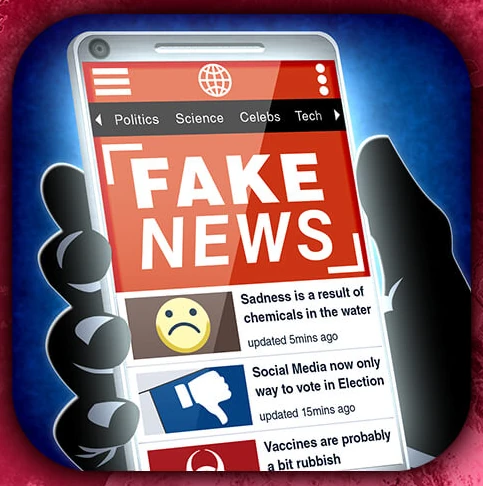 Politics Science Celebs Tech
FAKE
NEWS
Sadness is a result of
chemicals in the water
updated 5mins ago
Social Media now only
way to vote in Election
updated 15mins ago
Vaccines are probably
a bit rubbish